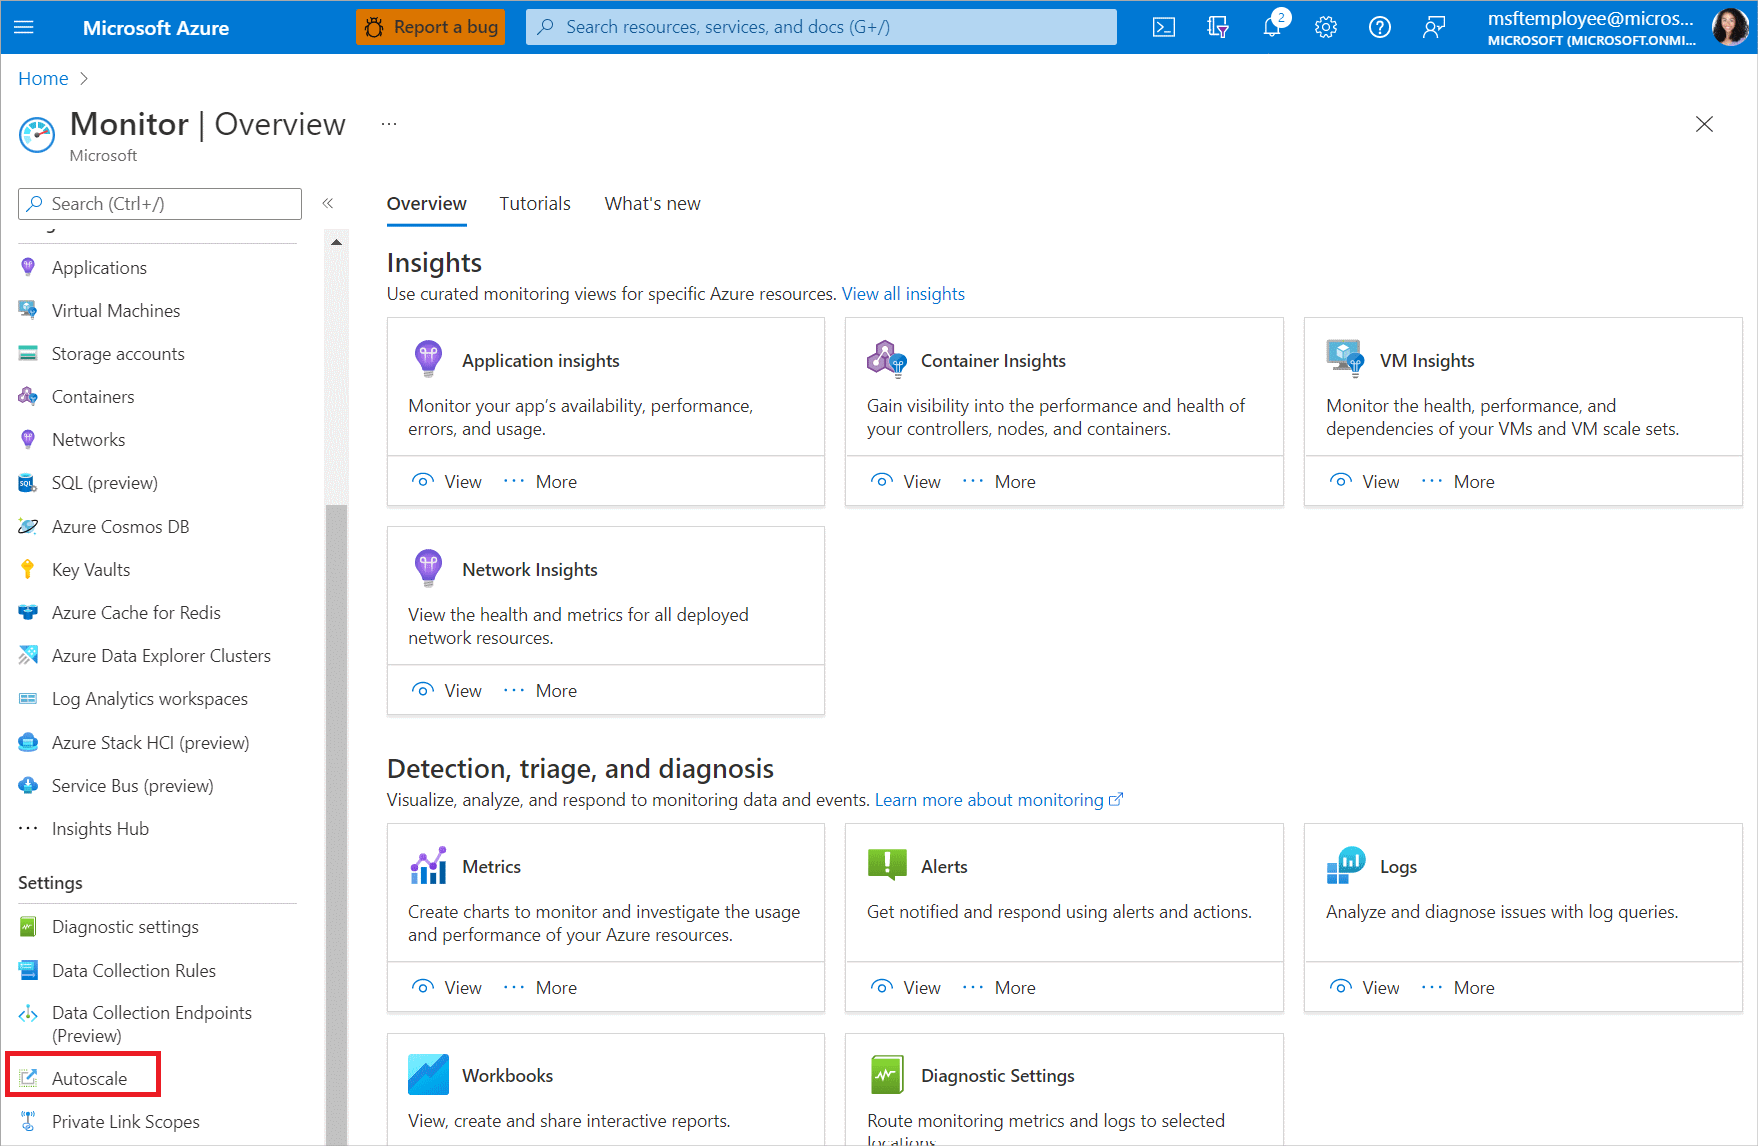 Microsoft Azure
Report a bug
Search resources, services, and docs (G+/)
2
msftemployee@micros...
MICROSOFT (MICROSOFT.ONMI...
Home
Monitor | Overview
...
Microsoft
Search (Ctrl+/)
«
Applications
Virtual Machines
Storage accounts
Containers
Networks
SQL (preview)
Azure Cosmos DB
Key Vaults
Azure Cache for Redis
Azure Data Explorer Clusters
Log Analytics workspaces
Azure Stack HCI (preview)
Service Bus (preview)
Insights Hub
Settings
Diagnostic settings
Data Collection Rules
Data Collection Endpoints
(Preview)
Autoscale
Private Link Scopes
Overview Tutorials What's new
Insights
Use curated monitoring views for specific Azure resources. View all insights
Application insights
Monitor your app's availability, performance,
errors, and usage.
View ... More
Container Insights
Gain visibility into the performance and health of
your controllers, nodes, and containers.
View ... More
VM Insights
Monitor the health, performance, and
dependencies of your VMs and VM scale sets.
View ... More
Network Insights
View the health and metrics for all deployed
network resources.
View ... More
Detection, triage, and diagnosis
Visualize, analyze, and respond to monitoring data and events. Learn more about monitoring
Metrics
Create charts to monitor and investigate the usage
and performance of your Azure resources.
View ... More
Alerts
Get notified and respond using alerts and actions.
View ... More
Logs
Analyze and diagnose issues with log queries.
View ... More
Workbooks
View, create and share interactive reports.
Diagnostic Settings
Route monitoring metrics and logs to selected
locations.